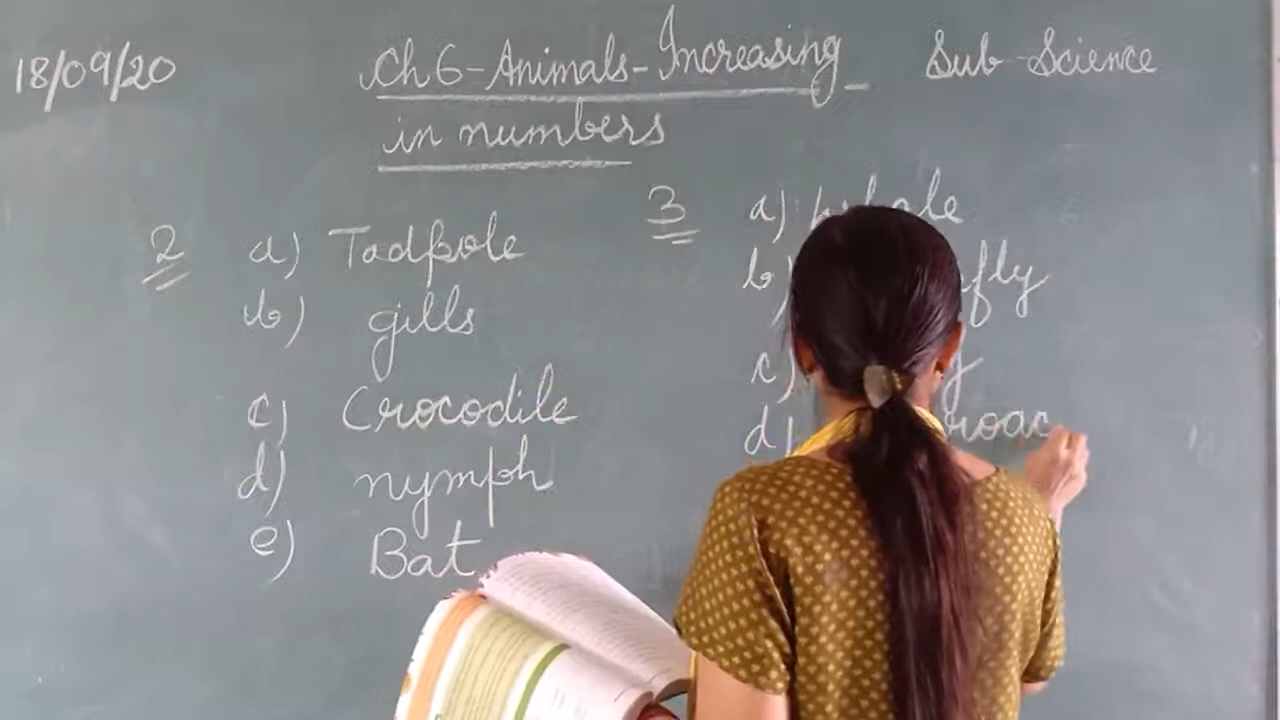 18/09/20 Ch 6 - Animals - Increasing Sub - Science
in numbers
2 a) Tadpole
b) gills
c) Crocodile
d) nymph
e) Bat
3 a)
b)
c)
d)